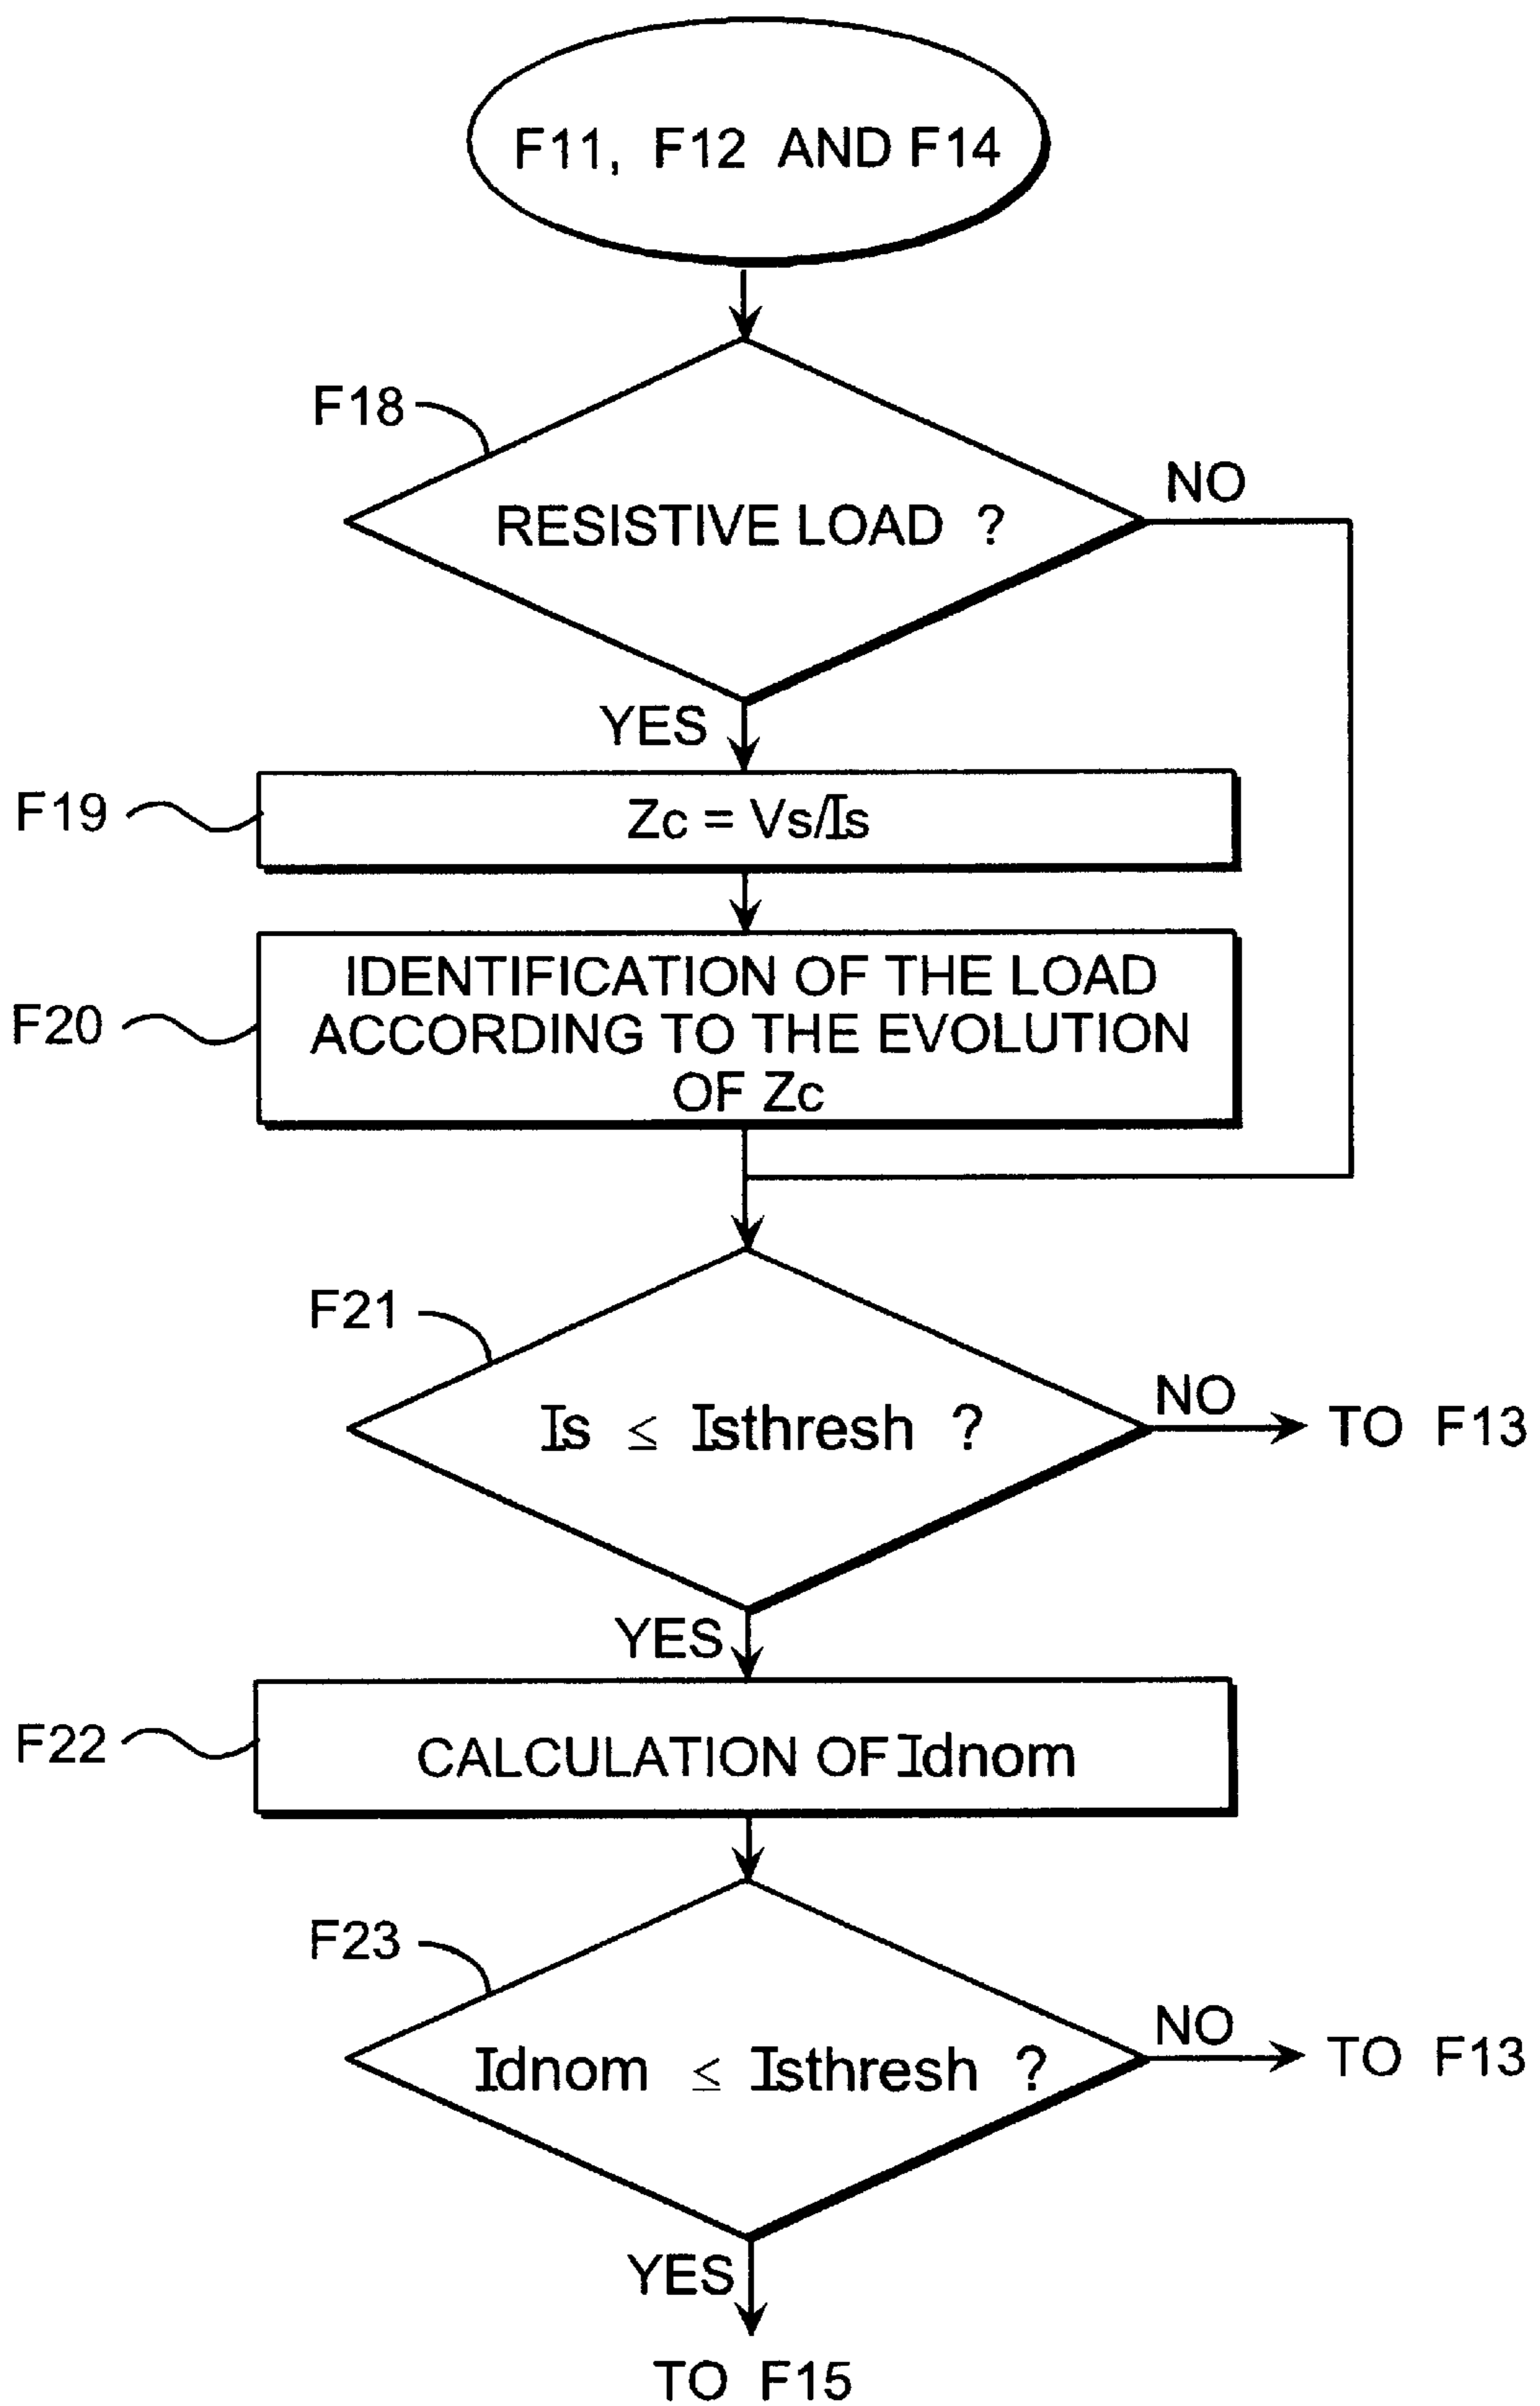 F11, F12 AND F14
F18
RESISTIVE LOAD ?
NO
YES
F19
Zc = Vs/Is
F20
IDENTIFICATION OF THE LOAD
ACCORDING TO THE EVOLUTION
OF Zc
F21
Is ≤ Isthresh ?
NO
TO F13
YES
F22
CALCULATION OF Idnom
F23
Idnom ≤ Isthresh ?
NO
TO F13
YES
TO F15